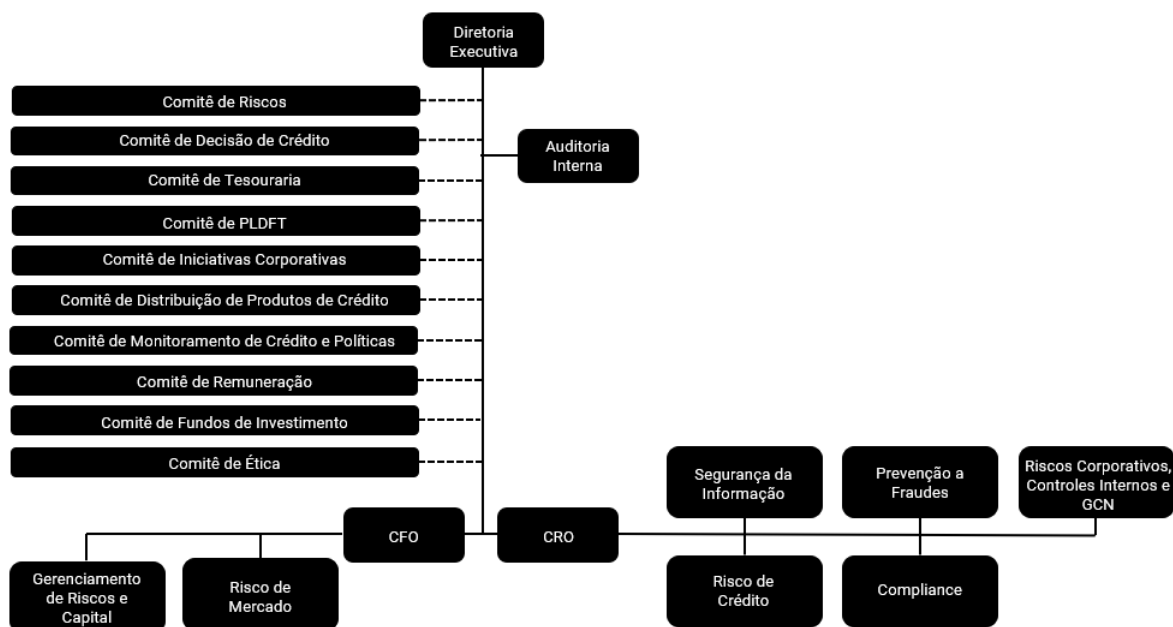 Diretoria
Executiva
Comitê de Riscos
Comitê de Decisão de Crédito
Auditoria
Interna
Comitê de Tesouraria
Comitê de PLDFT
Comitê de Iniciativas Corporativas
Comitê de Distribuição de Produtos de Crédito
Comitê de Monitoramento de Crédito e Políticas
Comitê de Remuneração
Comitê de Fundos de Investimento
Comitê de Ética
Segurança da
Informação
Prevenção a
Fraudes
Riscos Corporativos,
Controles Internos e
GCN
CFO
CRO
Gerenciamento
de Riscos e
Capital
Risco de
Mercado
Risco de
Crédito
Compliance